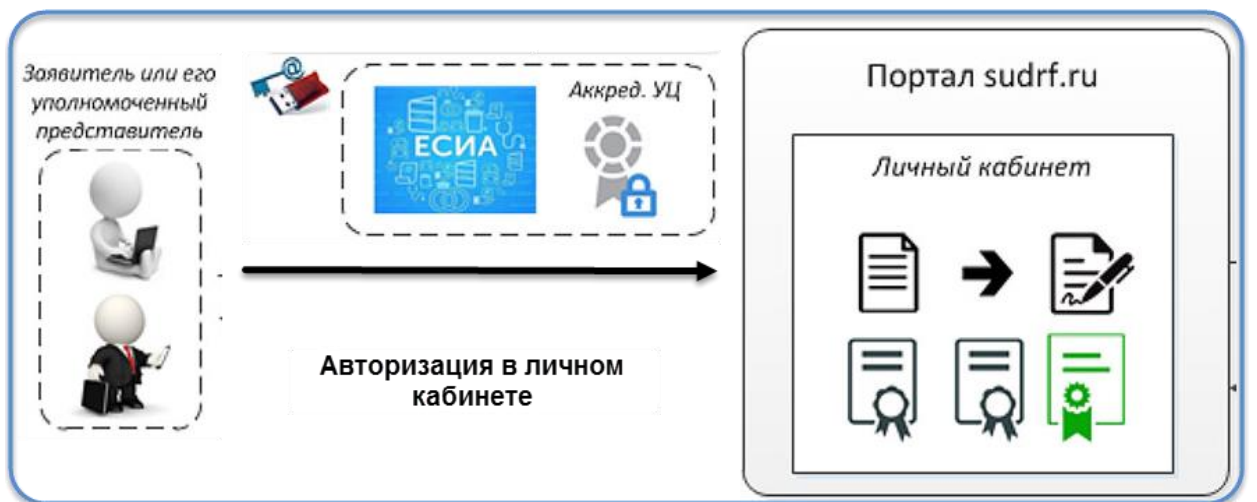 Заявитель или его
уполномоченный
представитель
@
ЕСИА
Аккред. УЦ
Авторизация в личном
кабинете
Портал sudrf.ru
Личный кабинет